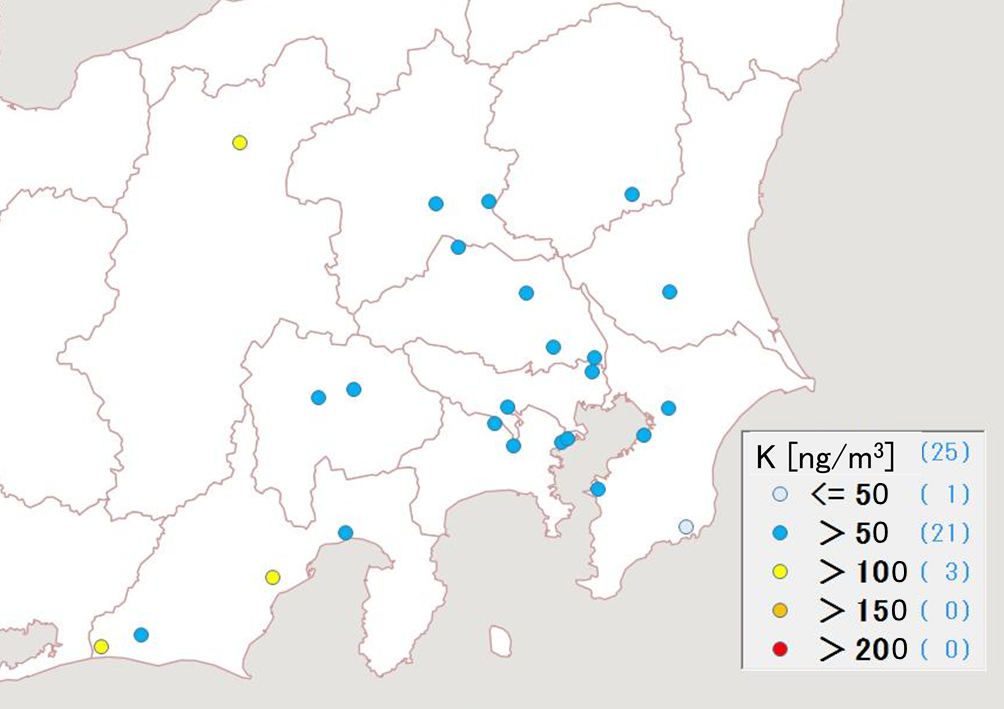 K [ng/m³] (25)
<= 50 ( 1)
> 50 (21)
> 100 ( 3)
> 150 ( 0)
> 200 ( 0)